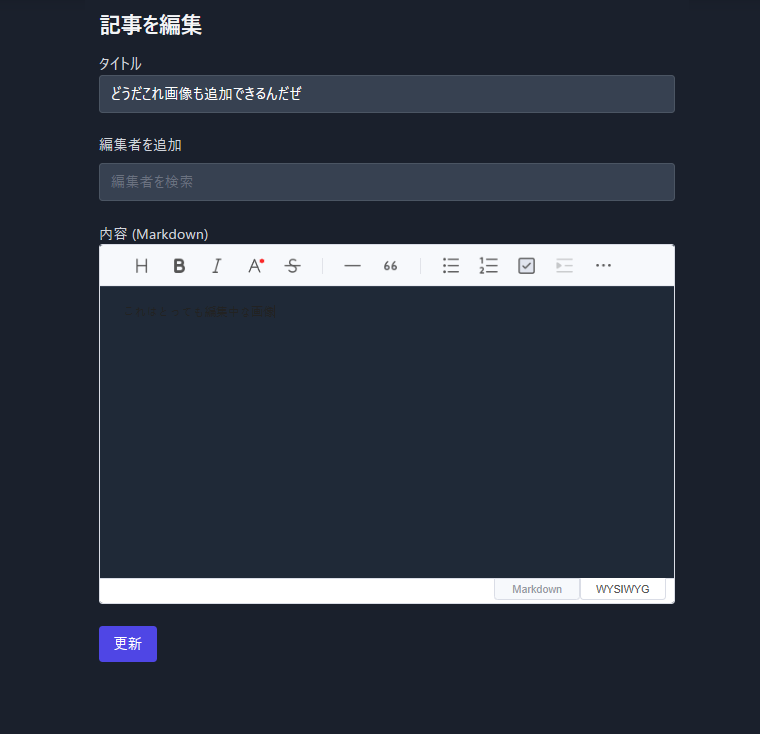 記事を編集
タイトル
どうだこれ画像も追加できるんだぜ
編集者を追加
編集者を検索
内容 (Markdown)
H B I A S — 66
Markdown WYSIWYG
更新